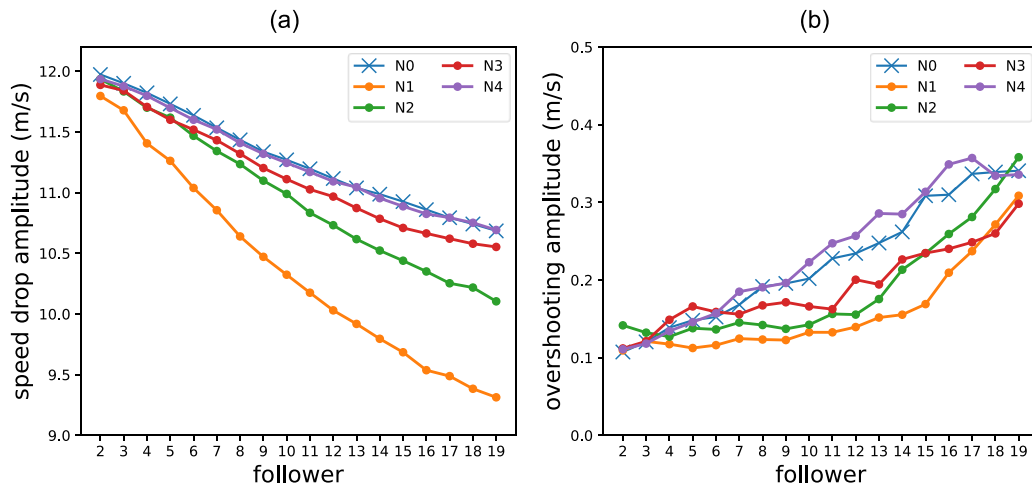 (a)
speed drop amplitude (m/s)
12.0
11.5
11.0
10.5
10.0
9.5
9.0
N0 N3
N1 N4
N2
2 3 4 5 6 7 8 9 10 11 12 13 14 15 16 17 18 19
follower
(b)
overshooting amplitude (m/s)
0.5
0.4
0.3
0.2
0.1
0.0
N0 N3
N1 N4
N2
2 3 4 5 6 7 8 9 10 11 12 13 14 15 16 17 18 19
follower